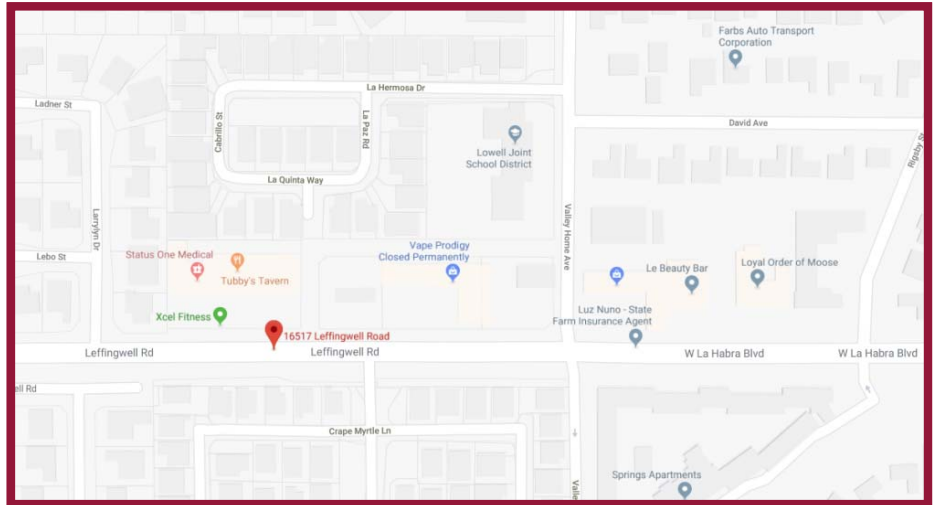 Farbs Auto Transport
Corporation
La Hermosa Dr
Ladner St
David Ave
Cabrillo St
La Paz Rd
Lowell Joint
School District
Rigsby St
La Quinta Way
Larrylyn Dr
Valley Home Ave
Lebo St
Status One Medical
Tubby's Tavern
Vape Prodigy
Closed Permanently
Le Beauty Bar
Loyal Order of Moose
Xcel Fitness
Luz Nuno - State
Farm Insurance Agent
16517 Leffingwell Road
Leffingwell Rd
Leffingwell Rd
W La Habra Blvd
W La Habra Blvd
ell Rd
Crape Myrtle Ln
Springs Apartments
Valle